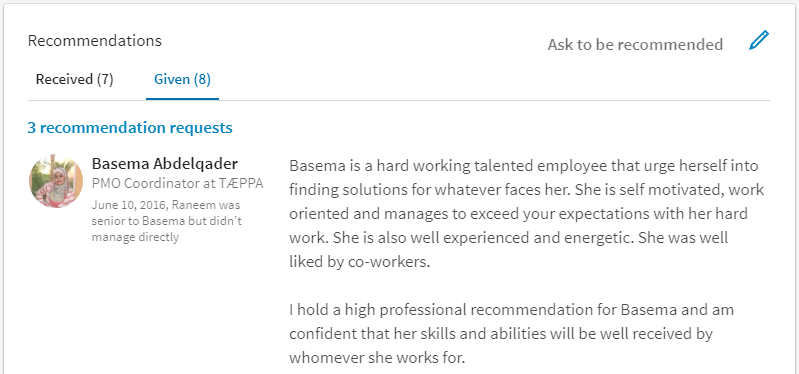 Recommendations
Ask to be recommended
Received (7)
Given (8)
3 recommendation requests
Basema Abdelqader
PMO Coordinator at TÆPPA
June 10, 2016, Raneem was
senior to Basema but didn't
manage directly
Basema is a hard working talented employee that urge herself into
finding solutions for whatever faces her. She is self motivated, work
oriented and manages to exceed your expectations with her hard
work. She is also well experienced and energetic. She was well
liked by co-workers.
I hold a high professional recommendation for Basema and am
confident that her skills and abilities will be well received by
whomever she works for.